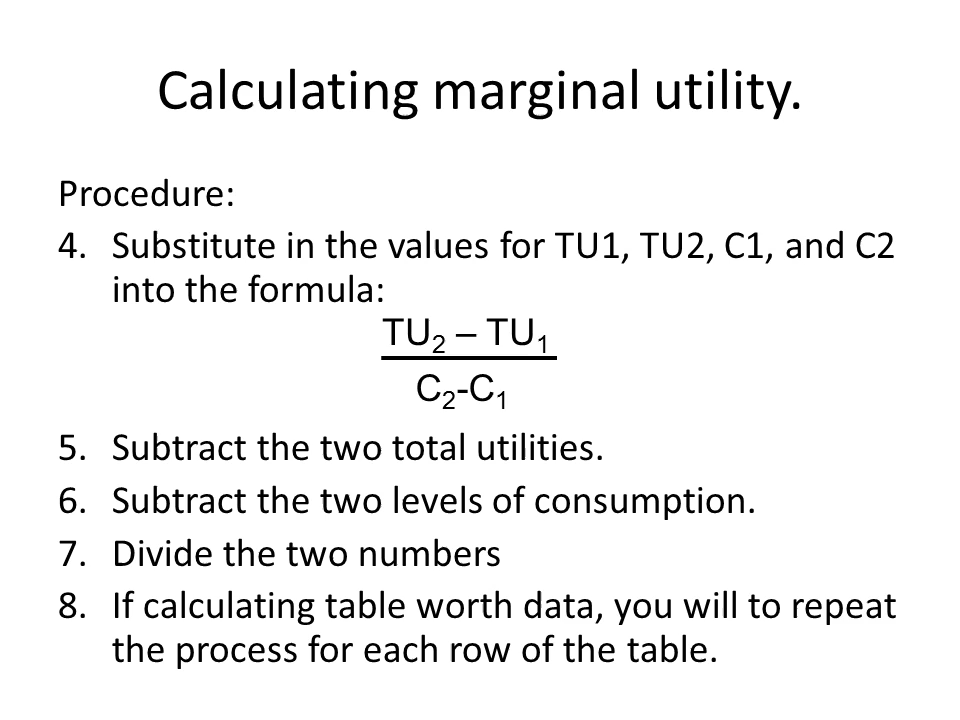 Calculating marginal utility.
Procedure:
4. Substitute in the values for TU1, TU2, C1, and C2
into the formula:
TU₂ – TU₁
C₂-C₁
5. Subtract the two total utilities.
6. Subtract the two levels of consumption.
7. Divide the two numbers
8. If calculating table worth data, you will to repeat
the process for each row of the table.